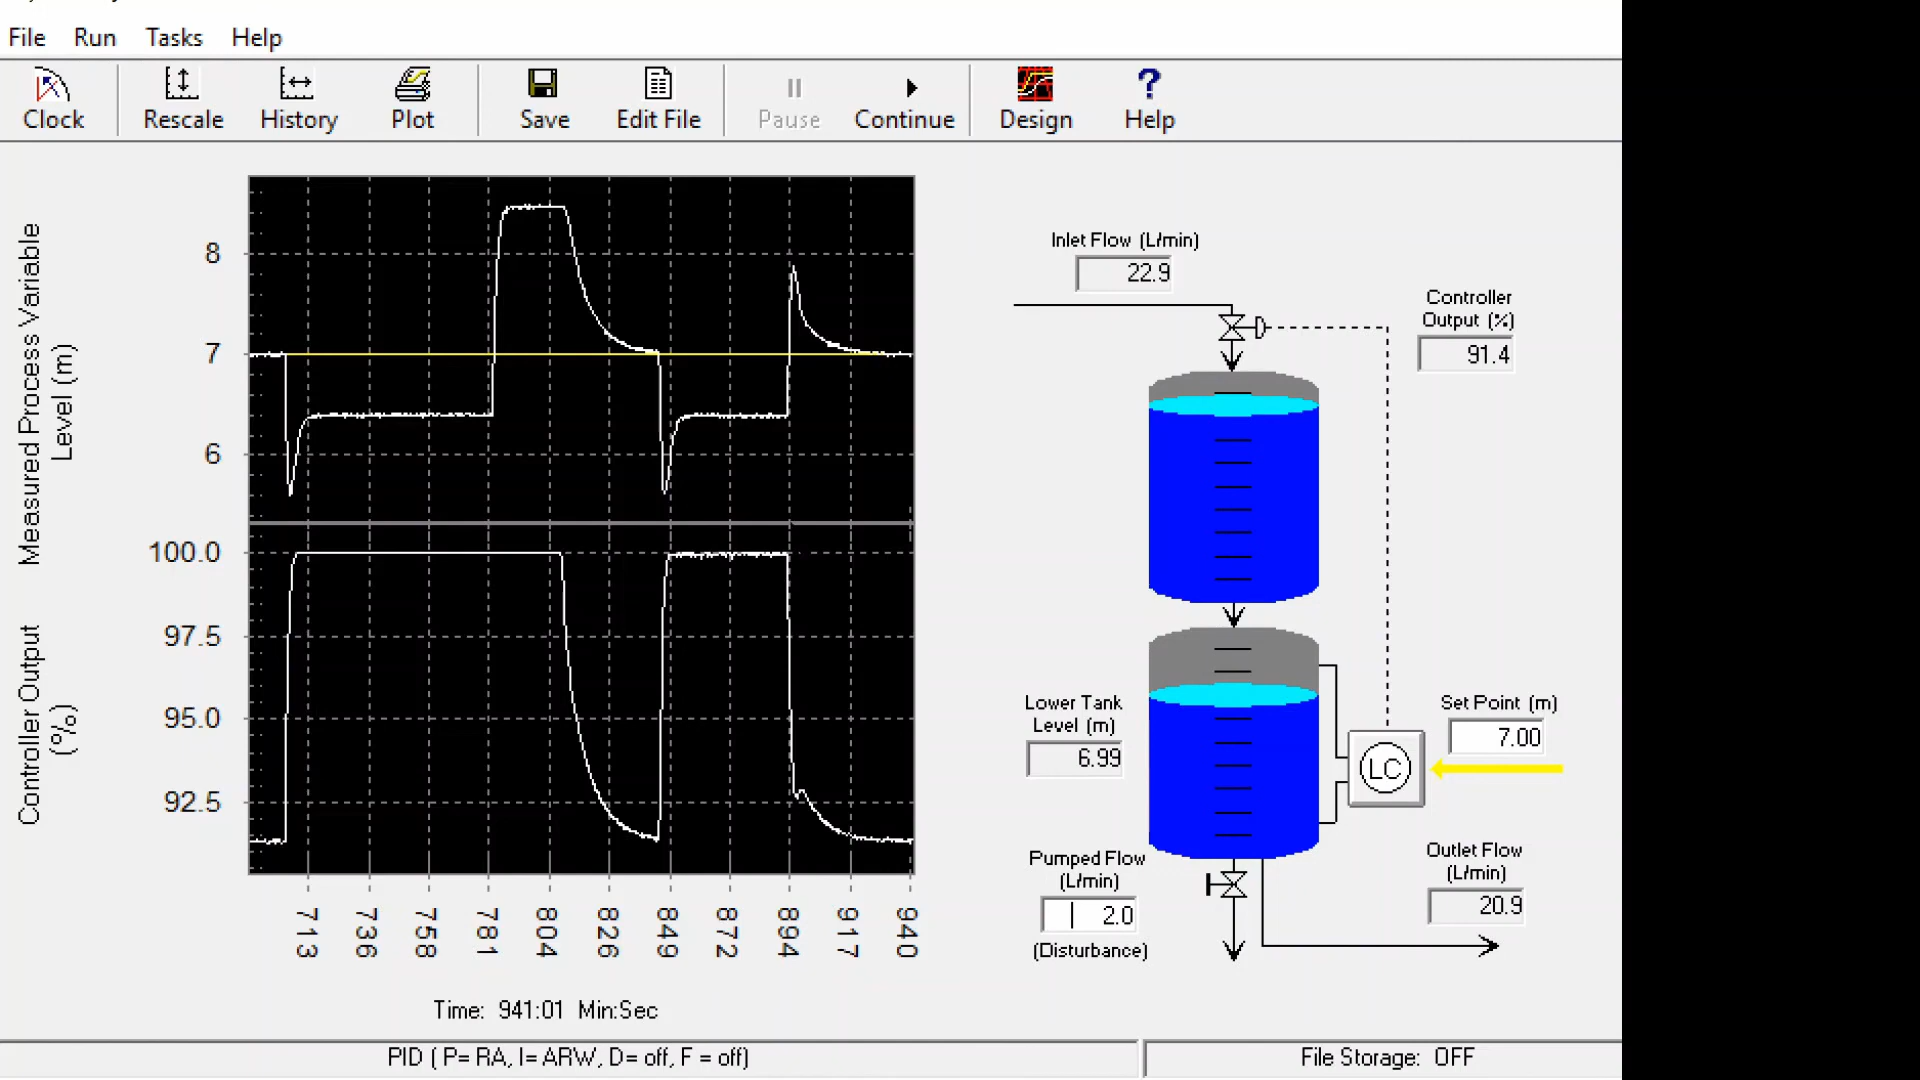 File Run Tasks Help
Clock Rescale History Plot Save Edit File Pause Continue Design Help
Measured Process Variable
Level (m)
8
7
6
Controller Output
(%)
100.0
97.5
95.0
92.5
713 736 758 781 804 826 849 872 894 917 940
Time: 941:01 Min:Sec
Inlet Flow (L/min)
22.9
Controller
Output (%)
91.4
Lower Tank
Level (m)
6.99
Set Point (m)
7.00
LC
Pumped Flow
(L/min)
2.0
(Disturbance)
Outlet Flow
(L/min)
20.9
PID ( P= RA, I= ARW, D= off, F = off)
File Storage: OFF